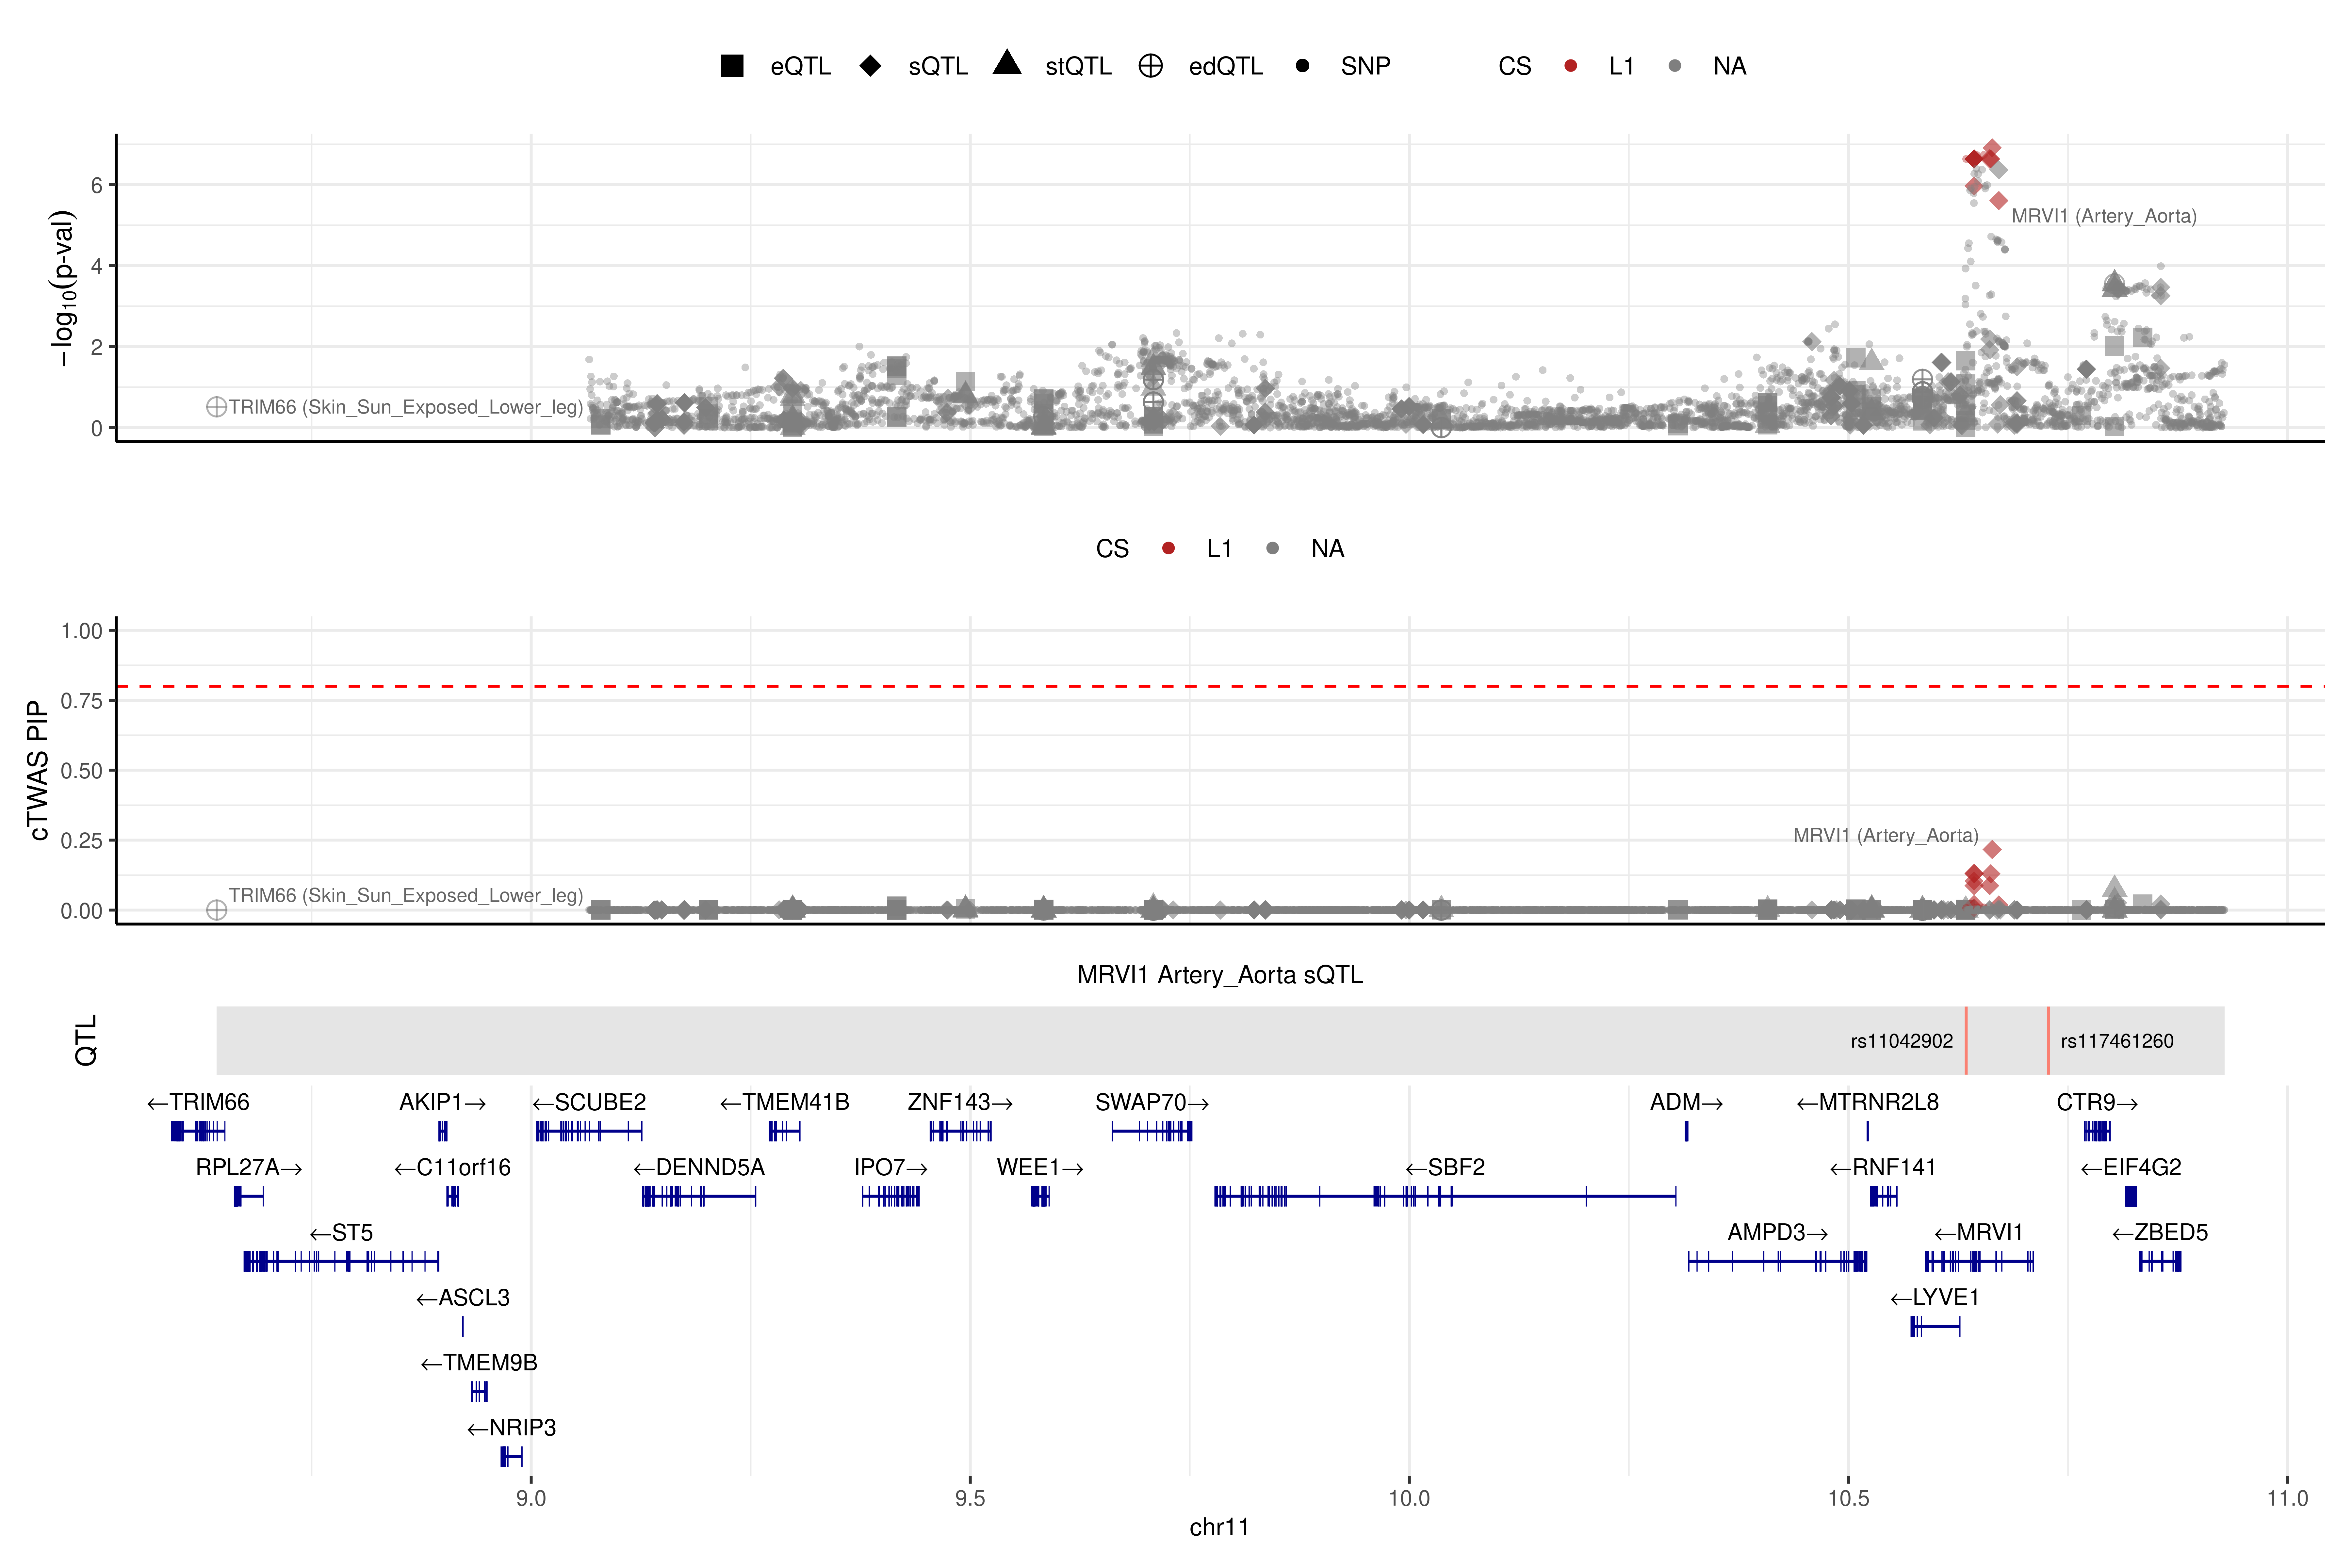 eQTL sQTL stQTL edQTL SNP CS L1 NA
−log10(p-val)
6
4
2
0
MRVI1 (Artery_Aorta)
TRIM66 (Skin_Sun_Exposed_Lower_leg)
CS L1 NA
cTWAS PIP
1.00
0.75
0.50
0.25
0.00
MRVI1 (Artery_Aorta)
TRIM66 (Skin_Sun_Exposed_Lower_leg)
MRVI1 Artery_Aorta sQTL
QTL
rs11042902 rs117461260
←TRIM66 AKIP1→ ←SCUBE2 ←TMEM41B ZNF143→ SWAP70→ ADM→ ←MTRNR2L8 CTR9→
RPL27A→ ←C11orf16 ←DENND5A IPO7→ WEE1→ ←SBF2 ←RNF141 ←EIF4G2
←ST5 AMPD3→ ←MRVI1 ←ZBED5
←ASCL3 ←LYVE1
←TMEM9B
←NRIP3
9.0 9.5 10.0 10.5 11.0
chr11